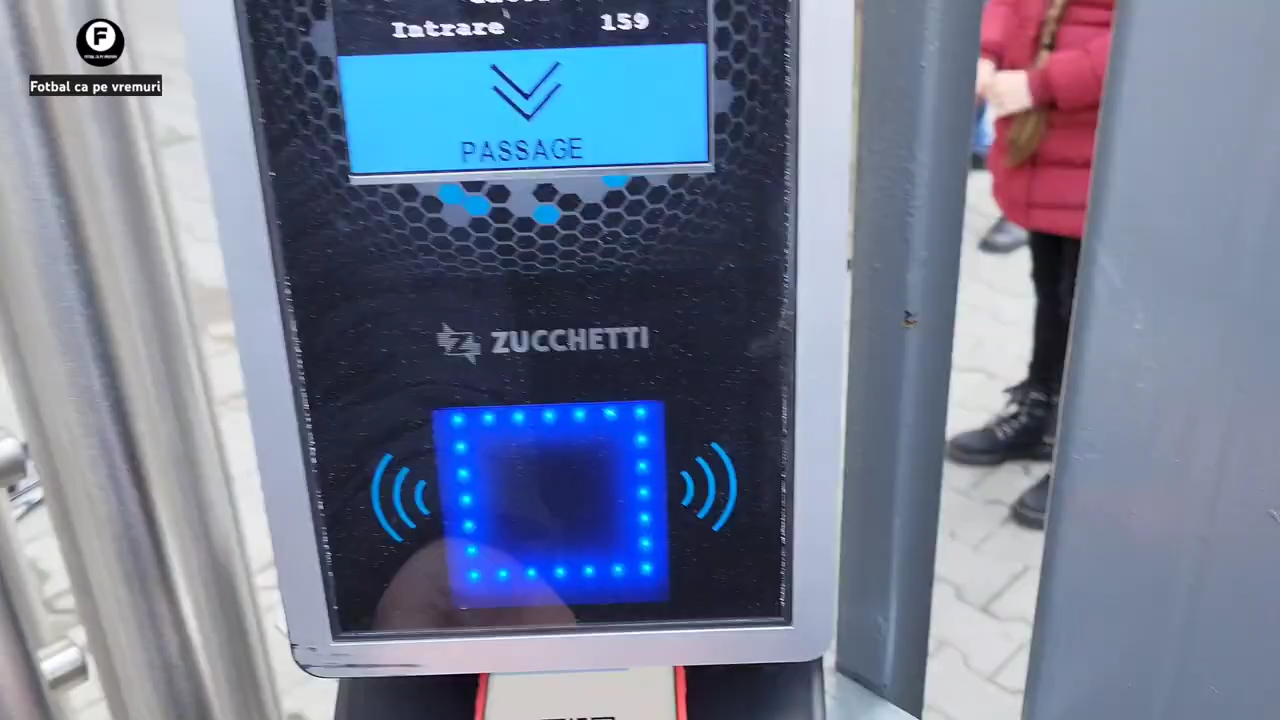 F
Fotbal ca pe vremuri
Intrare 159
PASSAGE
Z ZUCCHETTI